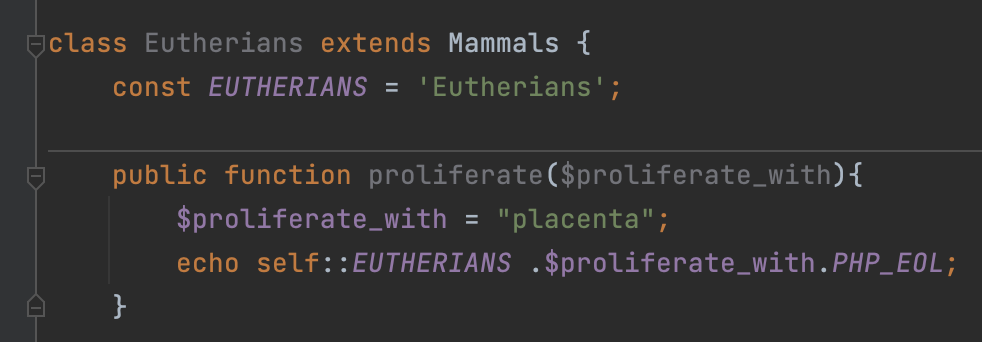 class Eutherians extends Mammals {
    const EUTHERIANS = 'Eutherians';
    public function proliferate($proliferate_with){
        $proliferate_with = "placenta";
        echo self::EUTHERIANS .$proliferate_with.PHP_EOL;
    }